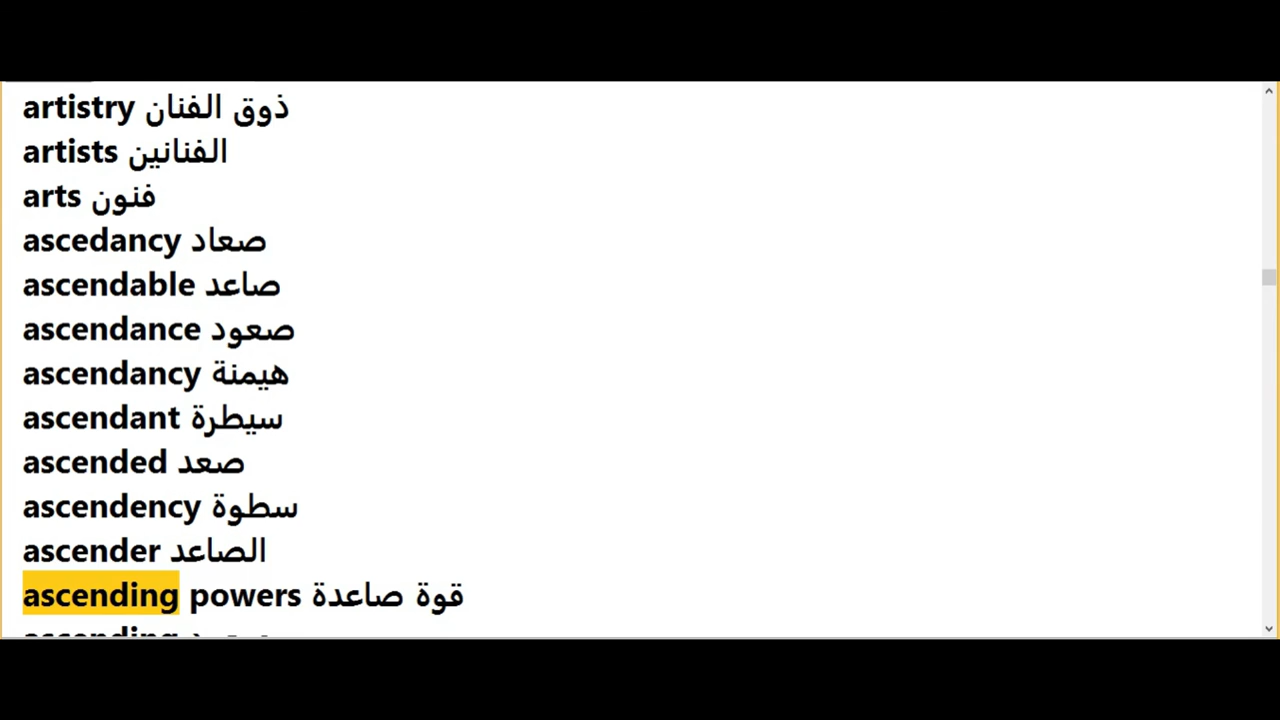 artistry ذوق الفنان
artists الفنانين
arts فنون
ascedancy صعاد
ascendable صاعد
ascendance صعود
ascendancy هيمنة
ascendant سيطرة
ascended صعد
ascendency سطوة
ascender الصاعد
ascending powers قوة صاعدة
ascending